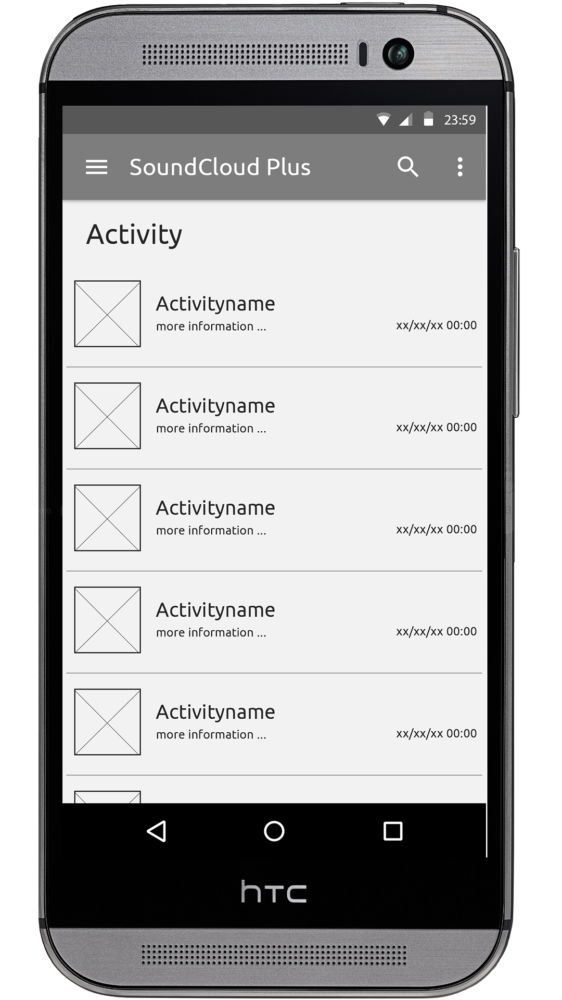 23:59
SoundCloud Plus
Activity
Activityname
more information ...
xx/xx/xx 00:00
Activityname
more information ...
xx/xx/xx 00:00
Activityname
more information ...
xx/xx/xx 00:00
Activityname
more information ...
xx/xx/xx 00:00
Activityname
more information ...
xx/xx/xx 00:00
hTC